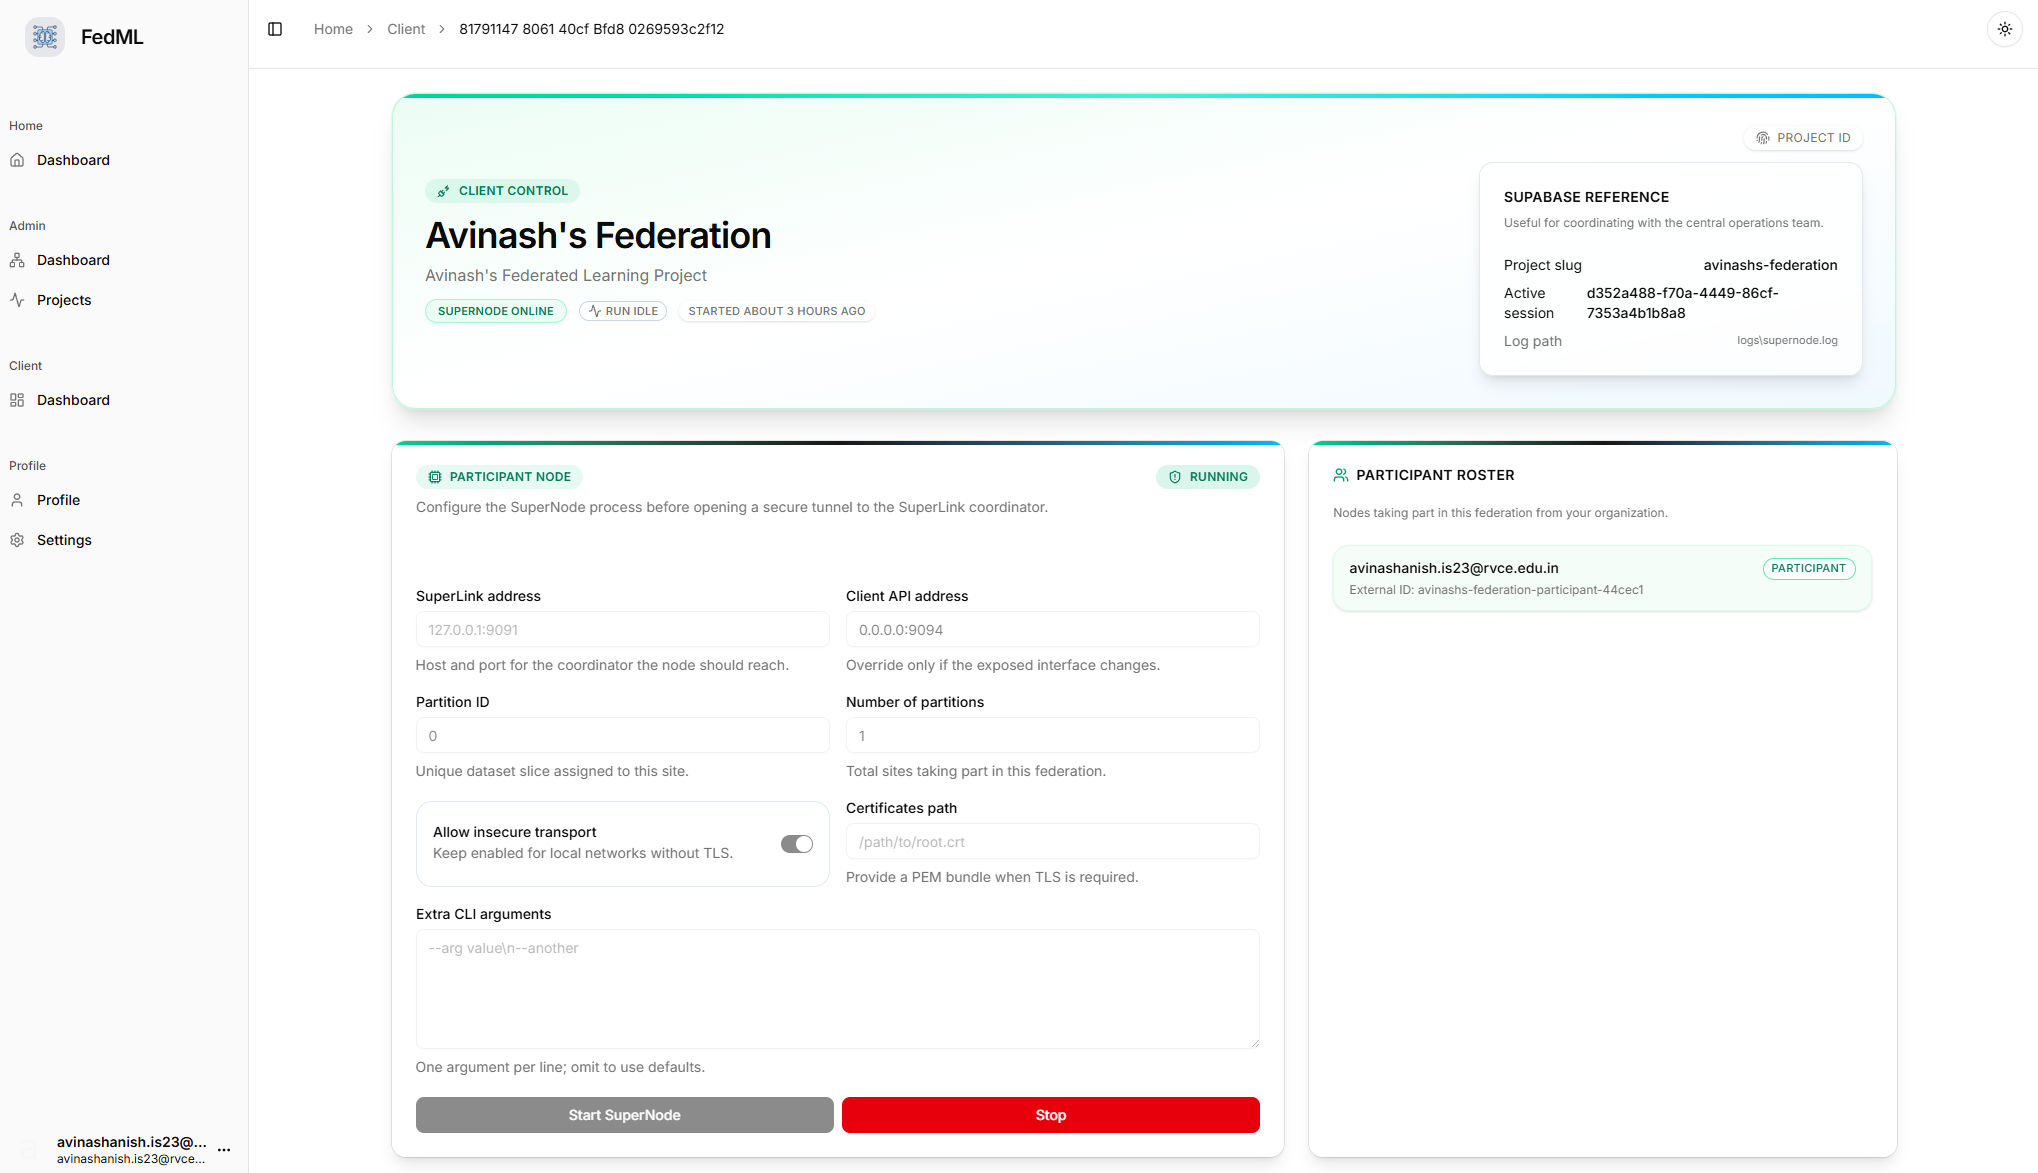 FedML
Home
Dashboard
Admin
Dashboard
Projects
Client
Dashboard
Profile
Profile
Settings
avinashanish.is23@...
avinashanish.is23@rvce...
Home > Client > 81791147 8061 40cf Bfd8 0269593c2f12
CLIENT CONTROL
Avinash's Federation
Avinash's Federated Learning Project
SUPERNODE ONLINE
RUN IDLE
STARTED ABOUT 3 HOURS AGO
PROJECT ID
SUPABASE REFERENCE
Useful for coordinating with the central operations team.
Project slug avinashs-federation
Active session d352a488-f70a-4449-86cf-7353a4b1b8a8
Log path logs\supernode.log
PARTICIPANT NODE
RUNNING
Configure the SuperNode process before opening a secure tunnel to the SuperLink coordinator.
SuperLink address
127.0.0.1:9091
Host and port for the coordinator the node should reach.
Client API address
0.0.0.0:9094
Override only if the exposed interface changes.
Partition ID
0
Unique dataset slice assigned to this site.
Number of partitions
1
Total sites taking part in this federation.
Allow insecure transport
Keep enabled for local networks without TLS.
Certificates path
/path/to/root.crt
Provide a PEM bundle when TLS is required.
Extra CLI arguments
--arg value\n--another
One argument per line; omit to use defaults.
Start SuperNode
Stop
PARTICIPANT ROSTER
Nodes taking part in this federation from your organization.
avinashanish.is23@rvce.edu.in
PARTICIPANT
External ID: avinashs-federation-participant-44cec1